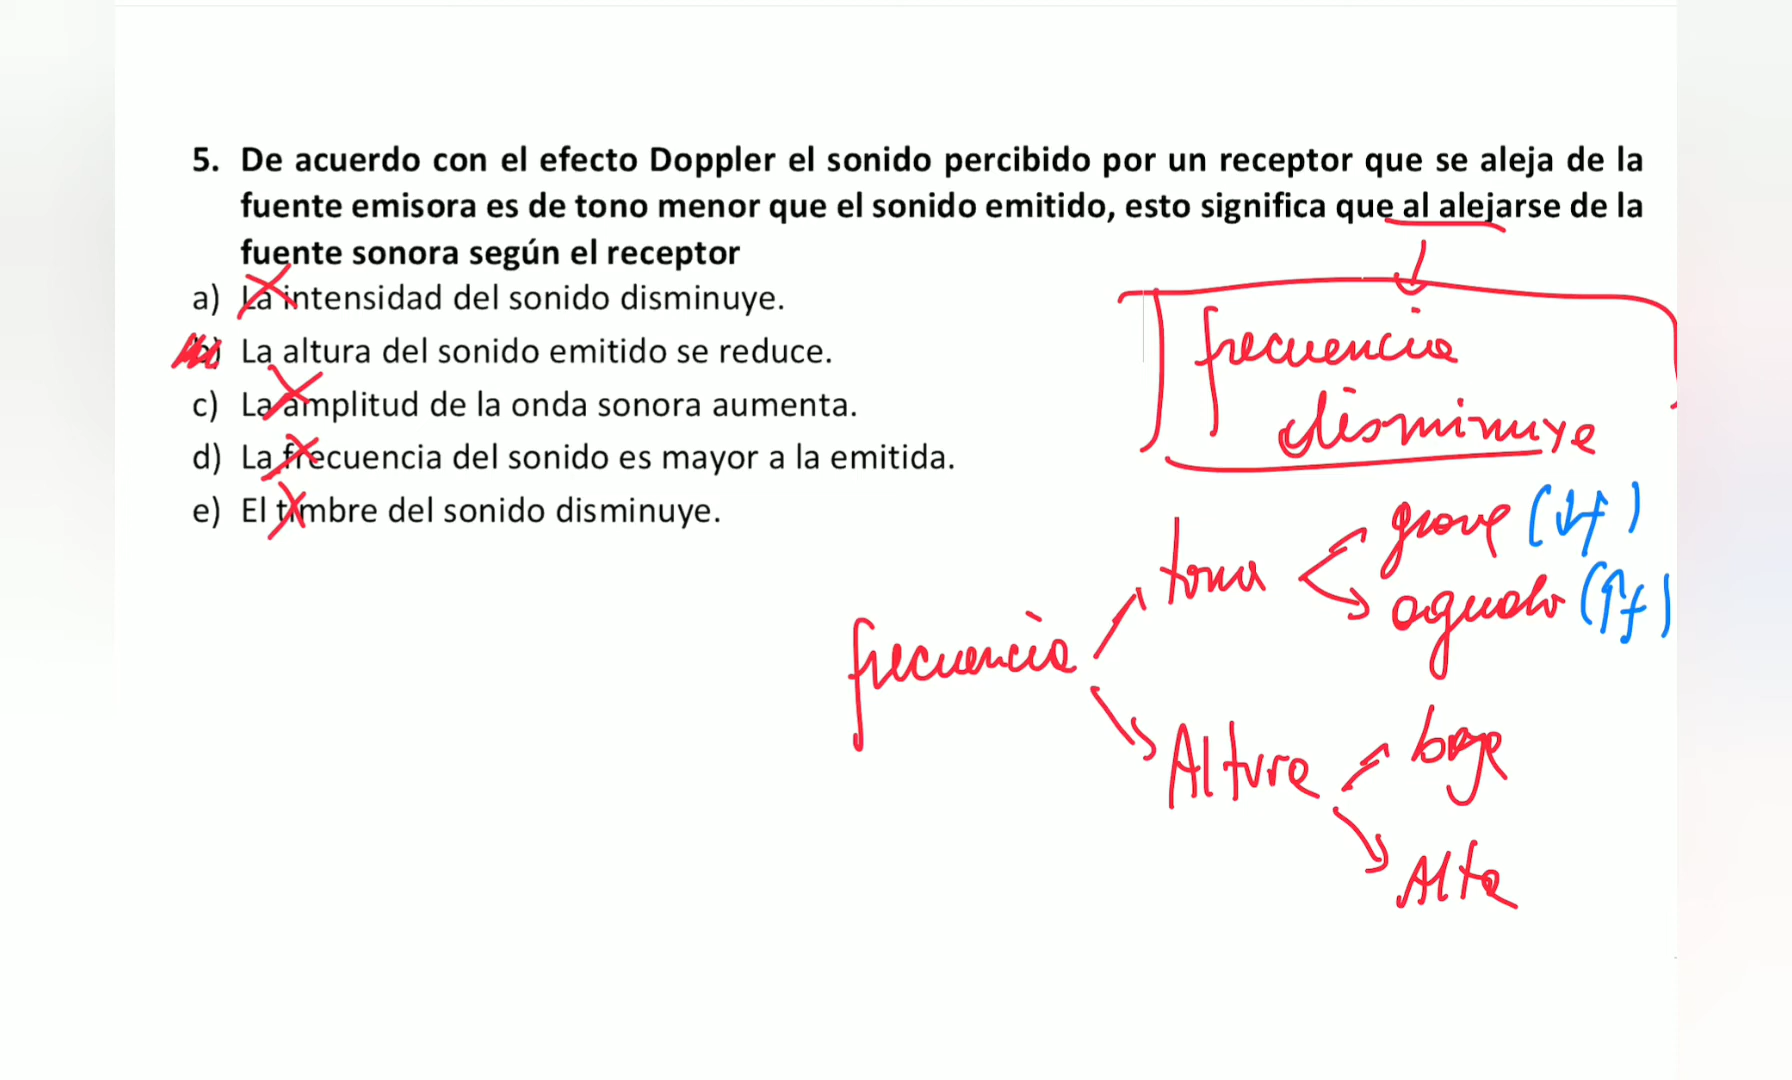 5. De acuerdo con el efecto Doppler el sonido percibido por un receptor que se aleja de la
fuente emisora es de tono menor que el sonido emitido, esto significa que al alejarse de la
fuente sonora según el receptor
a) La intensidad del sonido disminuye.
b) La altura del sonido emitido se reduce.
c) La amplitud de la onda sonora aumenta.
d) La frecuencia del sonido es mayor a la emitida.
e) El timbre del sonido disminuye.
frecuencia
disminuye
frecuencia
tono
grave (↓f)
agudo (↑f)
Altura
baja
Alta